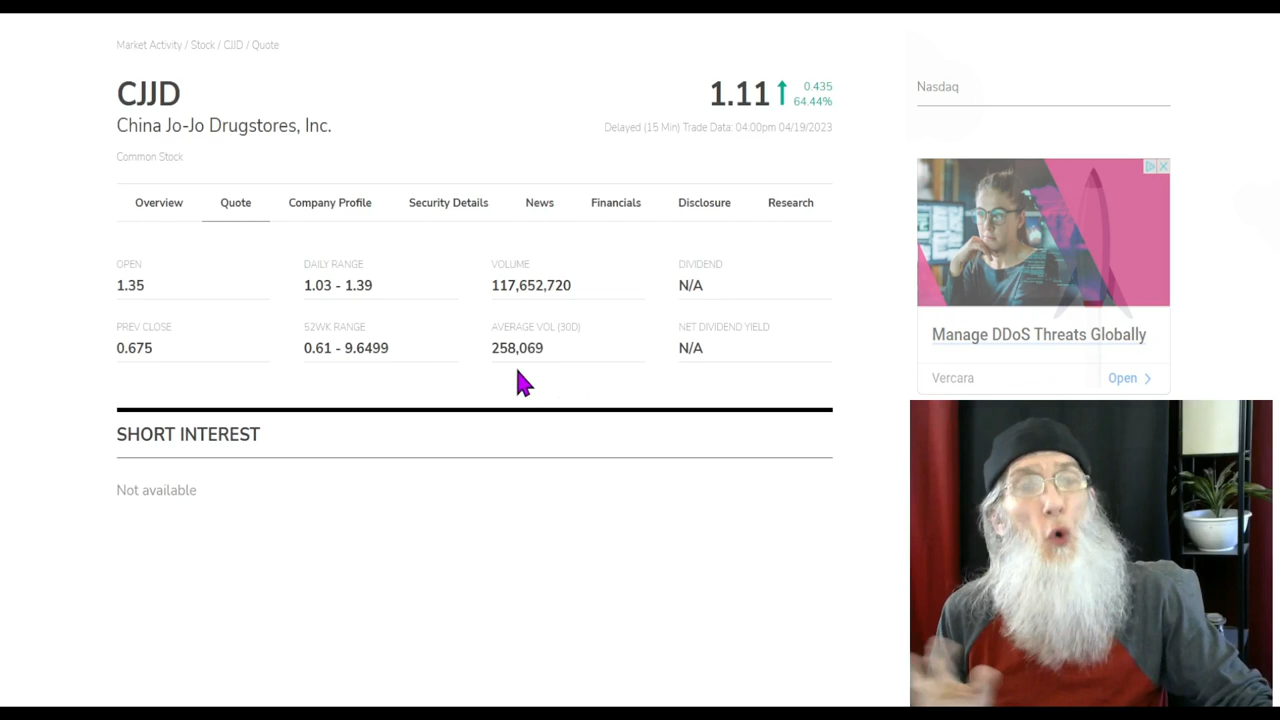 Market Activity / Stock / CJJD / Quote
CJJD
China Jo-Jo Drugstores, Inc.
Common Stock
1.11
0.435
64.44%
Delayed (15 Min) Trade Data: 04:00pm 04/19/2023
Overview
Quote
Company Profile
Security Details
News
Financials
Disclosure
Research
OPEN
1.35
DAILY RANGE
1.03 - 1.39
VOLUME
117,652,720
DIVIDEND
N/A
PREV CLOSE
0.675
52WK RANGE
0.61 - 9.6499
AVERAGE VOL (30D)
258,069
NET DIVIDEND YIELD
N/A
SHORT INTEREST
Not available
Nasdaq
Manage DDoS Threats Globally
Vercara
Open